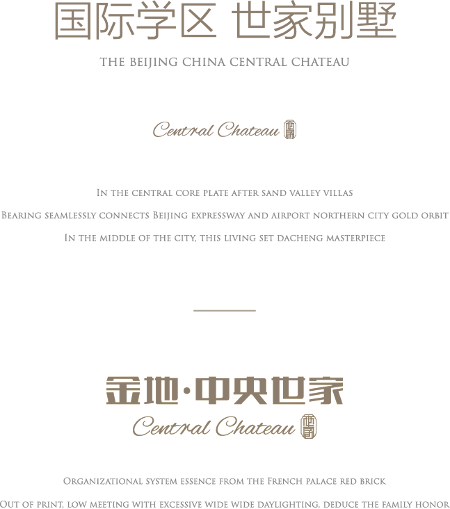 国际学区 世家别墅
THE BEIJING CHINA CENTRAL CHATEAU
Central Chateau
IN THE CENTRAL CORE PLATE AFTER SAND VALLEY VILLAS
BEARING SEAMLESSLY CONNECTS BEIJING EXPRESSWAY AND AIRPORT NORTHERN CITY GOLD ORBIT
IN THE MIDDLE OF THE CITY, THIS LIVING SET DACHENG MASTERPIECE
金地·中央世家
Central Chateau
ORGANIZATIONAL SYSTEM ESSENCE FROM THE FRENCH PALACE RED BRICK
OUT OF PRINT, LOW MEETING WITH EXCESSIVE WIDE WIDE DAYLIGHTING, DEDUCE THE FAMILY HONOR